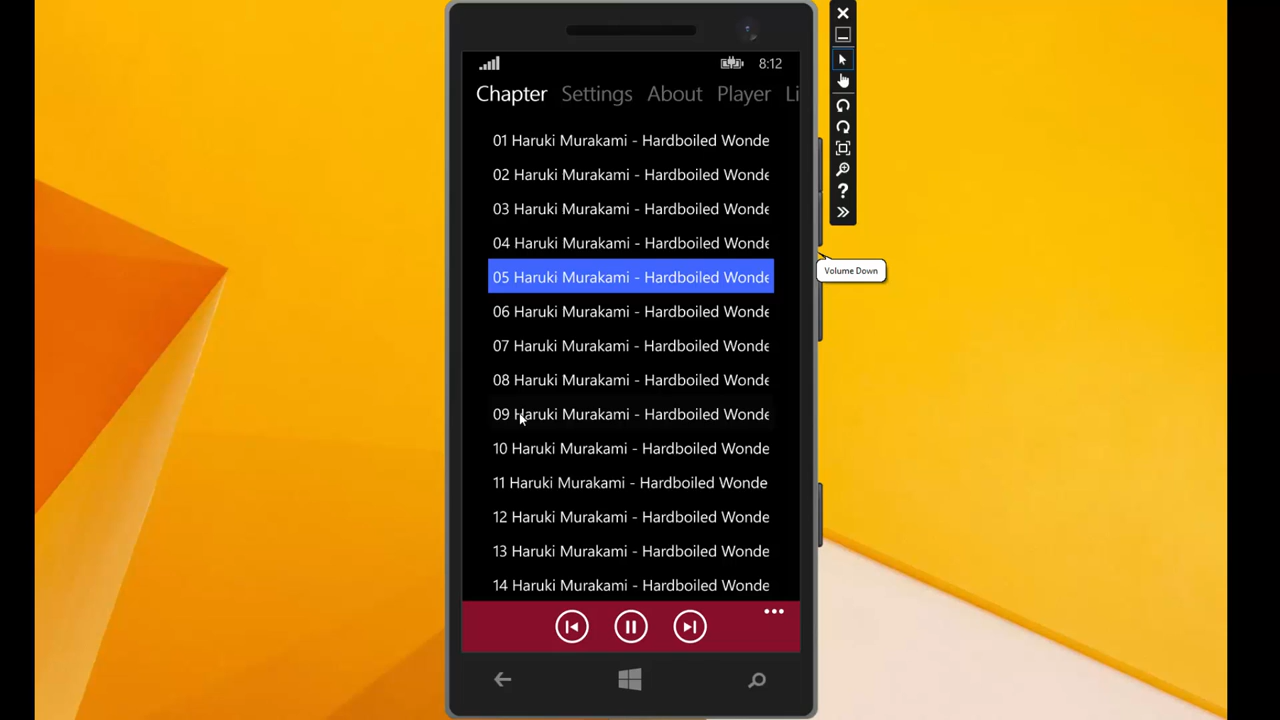 8:12
Chapter Settings About Player Li
01 Haruki Murakami - Hardboiled Wonde
02 Haruki Murakami - Hardboiled Wonde
03 Haruki Murakami - Hardboiled Wonde
04 Haruki Murakami - Hardboiled Wonde
05 Haruki Murakami - Hardboiled Wonde
Volume Down
06 Haruki Murakami - Hardboiled Wonde
07 Haruki Murakami - Hardboiled Wonde
08 Haruki Murakami - Hardboiled Wonde
09 Haruki Murakami - Hardboiled Wonde
10 Haruki Murakami - Hardboiled Wonde
11 Haruki Murakami - Hardboiled Wonde
12 Haruki Murakami - Hardboiled Wonde
13 Haruki Murakami - Hardboiled Wonde
14 Haruki Murakami - Hardboiled Wonde